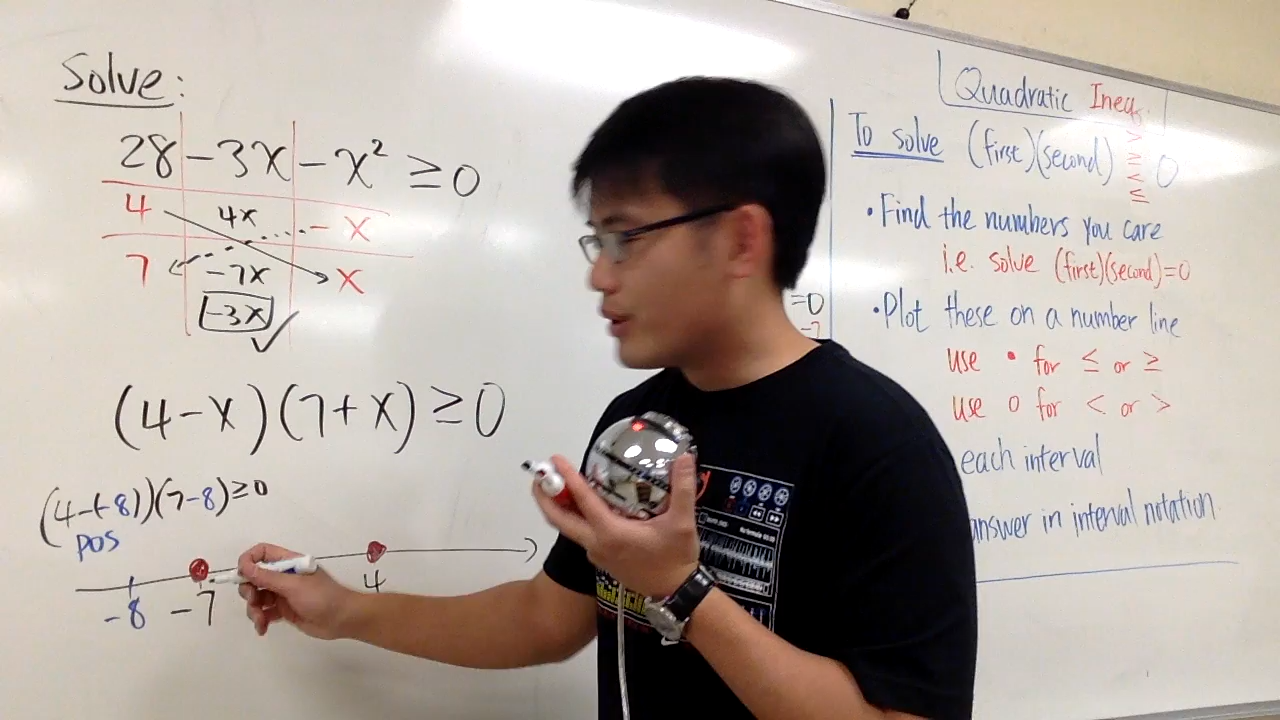 Solve:
28 - 3x - x² ≥ 0
4 4x - x
7 -7x x
-3x ✓
(4-x)(7+x) ≥ 0
(4-(-8))(7-8) ≥ 0
pos
-8 -7 4
=0
-7
Quadratic Ineq.
To solve (first)(second) > ≥ < ≤ 0
• Find the numbers you care
i.e. solve (first)(second)=0
• Plot these on a number line
use • for ≤ or ≥
use o for < or >
each interval
answer in interval notation